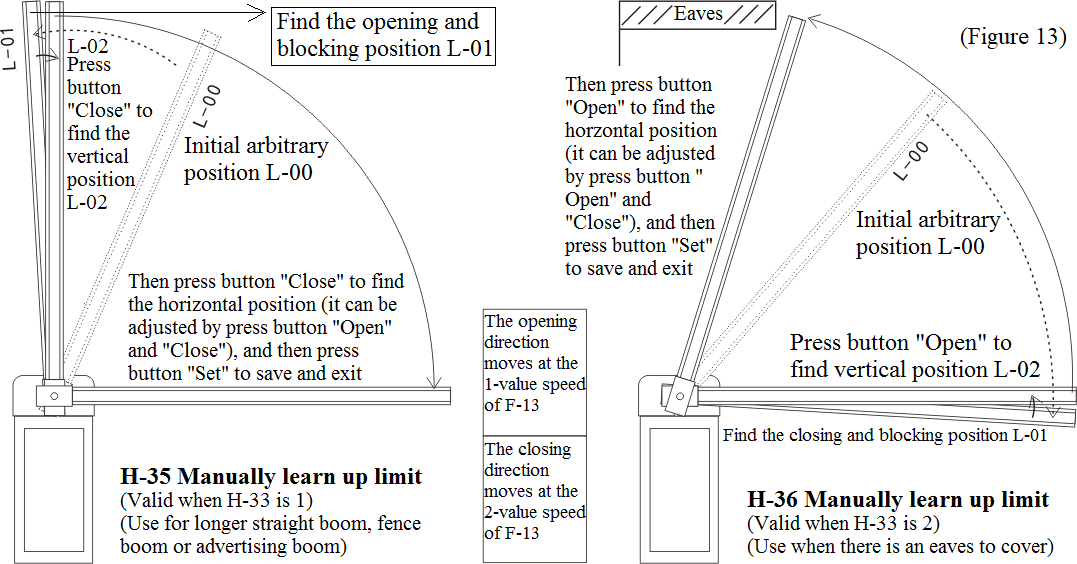 L-01
Find the opening and
blocking position L-01
L-02
Press
button
"Close" to
find the
vertical
position
L-02
L-00
Initial arbitrary
position L-00
Then press button "Close" to find
the horizontal position (it can be
adjusted by press button "Open"
and "Close"), and then press
button "Set" to save and exit
H-35 Manually learn up limit
(Valid when H-33 is 1)
(Use for longer straight boom, fence
boom or advertising boom)
The opening
direction
moves at the
1-value speed
of F-13
The closing
direction
moves at the
2-value speed
of F-13
Eaves
(Figure 13)
Then press button
"Open" to find the
horzontal position
(it can be adjusted
by press button "
Open" and
"Close"), and then
press button "Set"
to save and exit
L-00
Initial arbitrary
position L-00
Press button "Open" to
find vertical position L-02
Find the closing and blocking position L-01
H-36 Manually learn up limit
(Valid when H-33 is 2)
(Use when there is an eaves to cover)